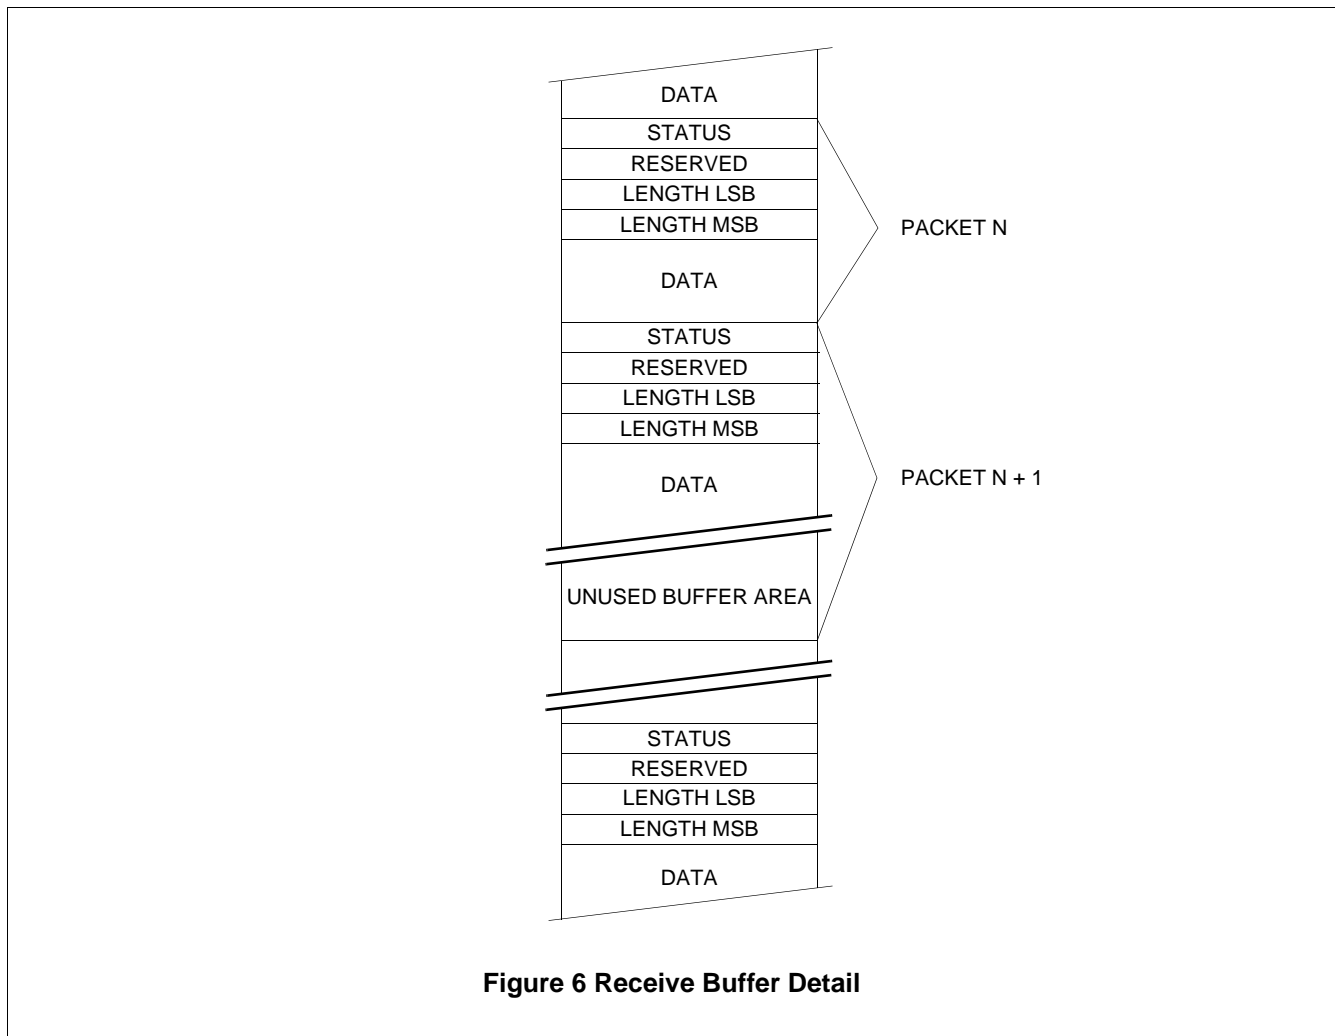 DATA
STATUS
RESERVED
LENGTH LSB
LENGTH MSB
PACKET N
DATA
STATUS
RESERVED
LENGTH LSB
LENGTH MSB
PACKET N + 1
DATA
UNUSED BUFFER AREA
STATUS
RESERVED
LENGTH LSB
LENGTH MSB
DATA
Figure 6 Receive Buffer Detail